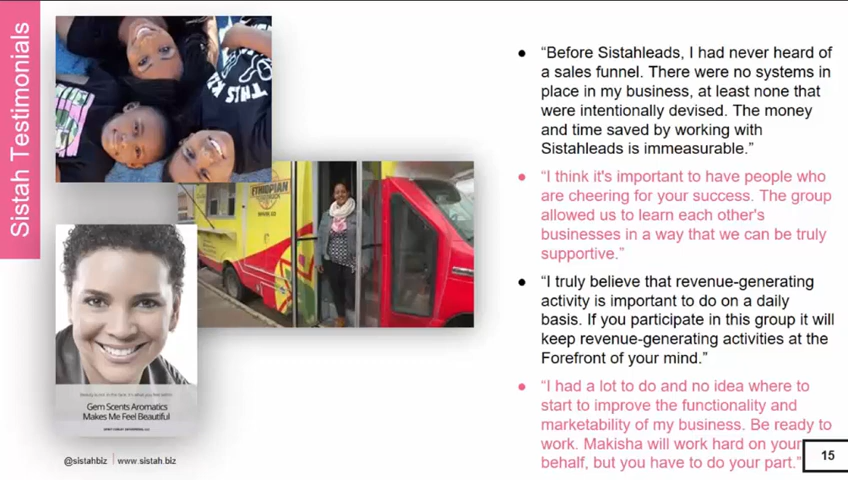 Sistah Testimonials
THIS KID
ETHIOPIAN
Gem Scents Aromatics
Makes Me Feel Beautiful
@sistahbiz | www.sistah.biz
● “Before Sistahleads, I had never heard of
a sales funnel. There were no systems in
place in my business, at least none that
were intentionally devised. The money
and time saved by working with
Sistahleads is immeasurable.”
● “I think it's important to have people who
are cheering for your success. The group
allowed us to learn each other's
businesses in a way that we can be truly
supportive.”
● “I truly believe that revenue-generating
activity is important to do on a daily
basis. If you participate in this group it will
keep revenue-generating activities at the
Forefront of your mind.”
● “I had a lot to do and no idea where to
start to improve the functionality and
marketability of my business. Be ready to
work. Makisha will work hard on your
behalf, but you have to do your part.”
15